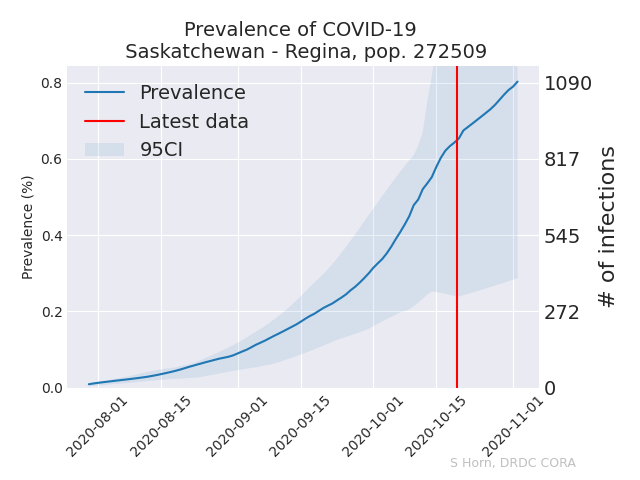 Prevalence of COVID-19
Saskatchewan - Regina, pop. 272509
Prevalence
Latest data
95CI
0.8
0.6
0.4
0.2
0.0
Prevalence (%)
1090
817
545
272
0
# of infections
2020-08-01
2020-08-15
2020-09-01
2020-09-15
2020-10-01
2020-10-15
2020-11-01
S Horn, DRDC CORA